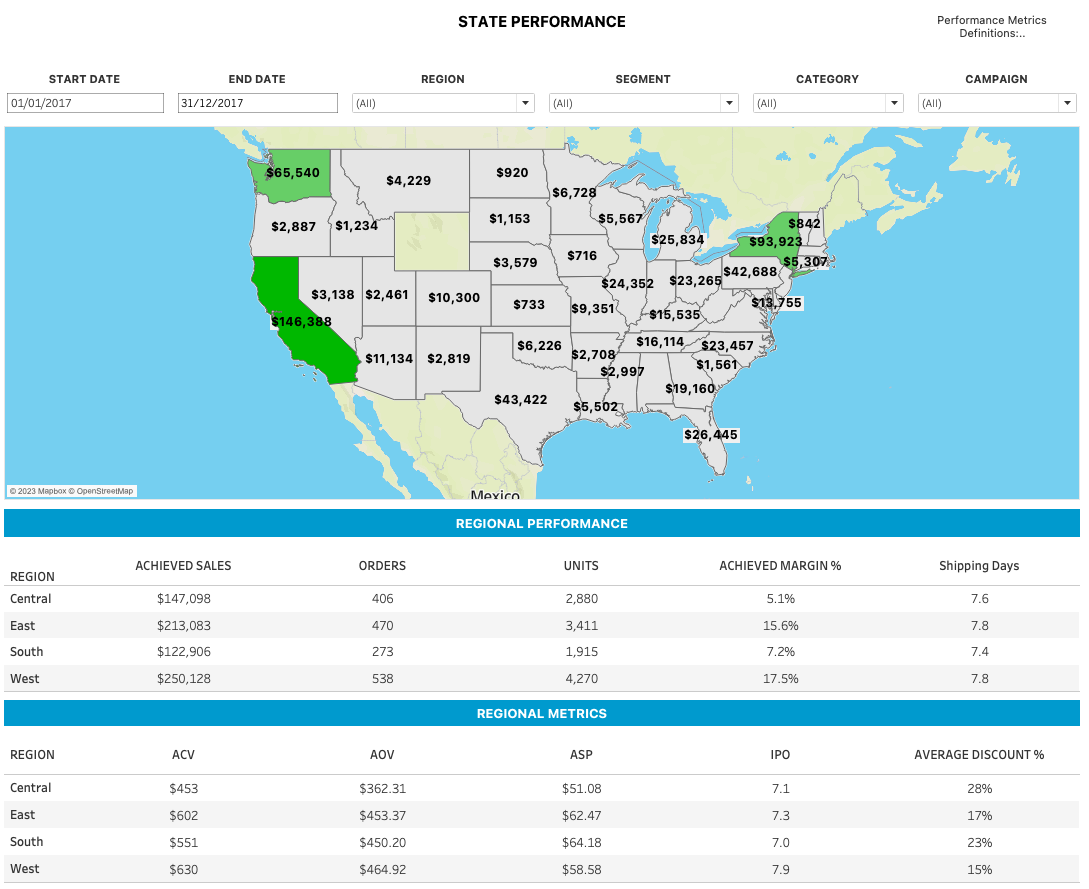 STATE PERFORMANCE
Performance Metrics
Definitions:..
START DATE END DATE REGION SEGMENT CATEGORY CAMPAIGN
01/01/2017 31/12/2017 (All) (All) (All) (All)
$65,540
$4,229
$920
$6,728
$5,567
$2,887
$1,234
$1,153
$25,834
$842
$93,923
$3,579
$716
$5,307
$42,688
$3,138
$2,461
$10,300
$733
$24,352
$23,265
$13,755
$146,388
$9,351
$15,535
$11,134
$2,819
$6,226
$2,708
$16,114
$23,457
$2,997
$1,561
$19,160
$43,422
$5,502
$26,445
Mexico
© 2023 Mapbox © OpenStreetMap
REGIONAL PERFORMANCE
REGION ACHIEVED SALES ORDERS UNITS ACHIEVED MARGIN % Shipping Days
Central $147,098 406 2,880 5.1% 7.6
East $213,083 470 3,411 15.6% 7.8
South $122,906 273 1,915 7.2% 7.4
West $250,128 538 4,270 17.5% 7.8
REGIONAL METRICS
REGION ACV AOV ASP IPO AVERAGE DISCOUNT %
Central $453 $362.31 $51.08 7.1 28%
East $602 $453.37 $62.47 7.3 17%
South $551 $450.20 $64.18 7.0 23%
West $630 $464.92 $58.58 7.9 15%